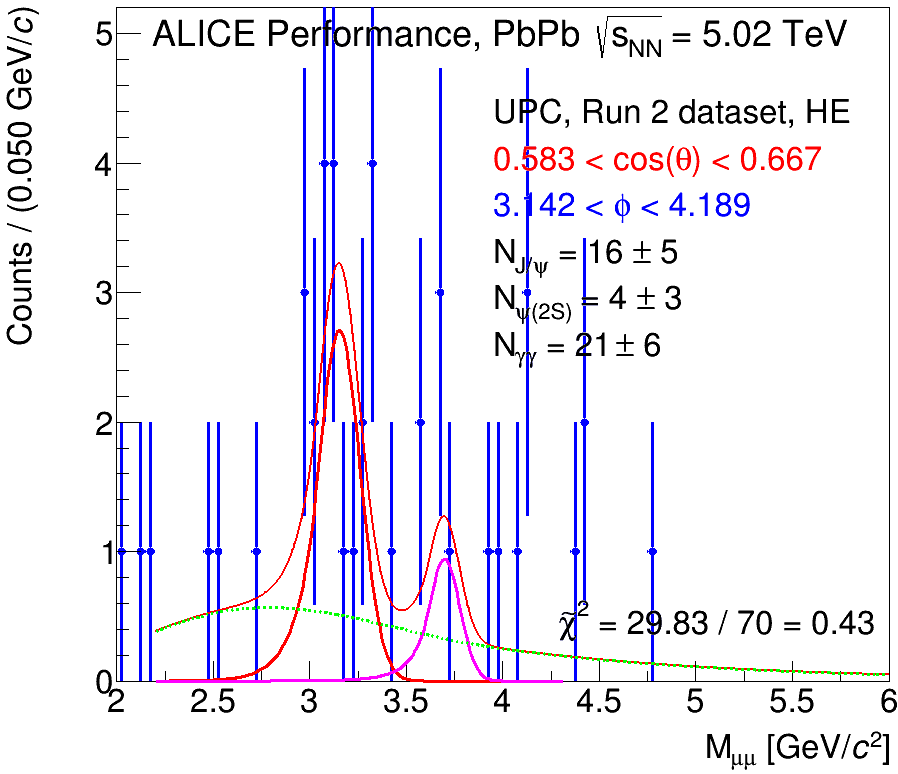 ALICE Performance, PbPb √sNN = 5.02 TeV
UPC, Run 2 dataset, HE
0.583 < cos(θ) < 0.667
3.142 < ϕ < 4.189
NJ/ψ = 16 ± 5
Nψ(2S) = 4 ± 3
Nγγ = 21 ± 6
χ̃² = 29.83 / 70 = 0.43
Counts / (0.050 GeV/c)
5
4
3
2
1
0
2 2.5 3 3.5 4 4.5 5 5.5 6
Mμμ [GeV/c²]